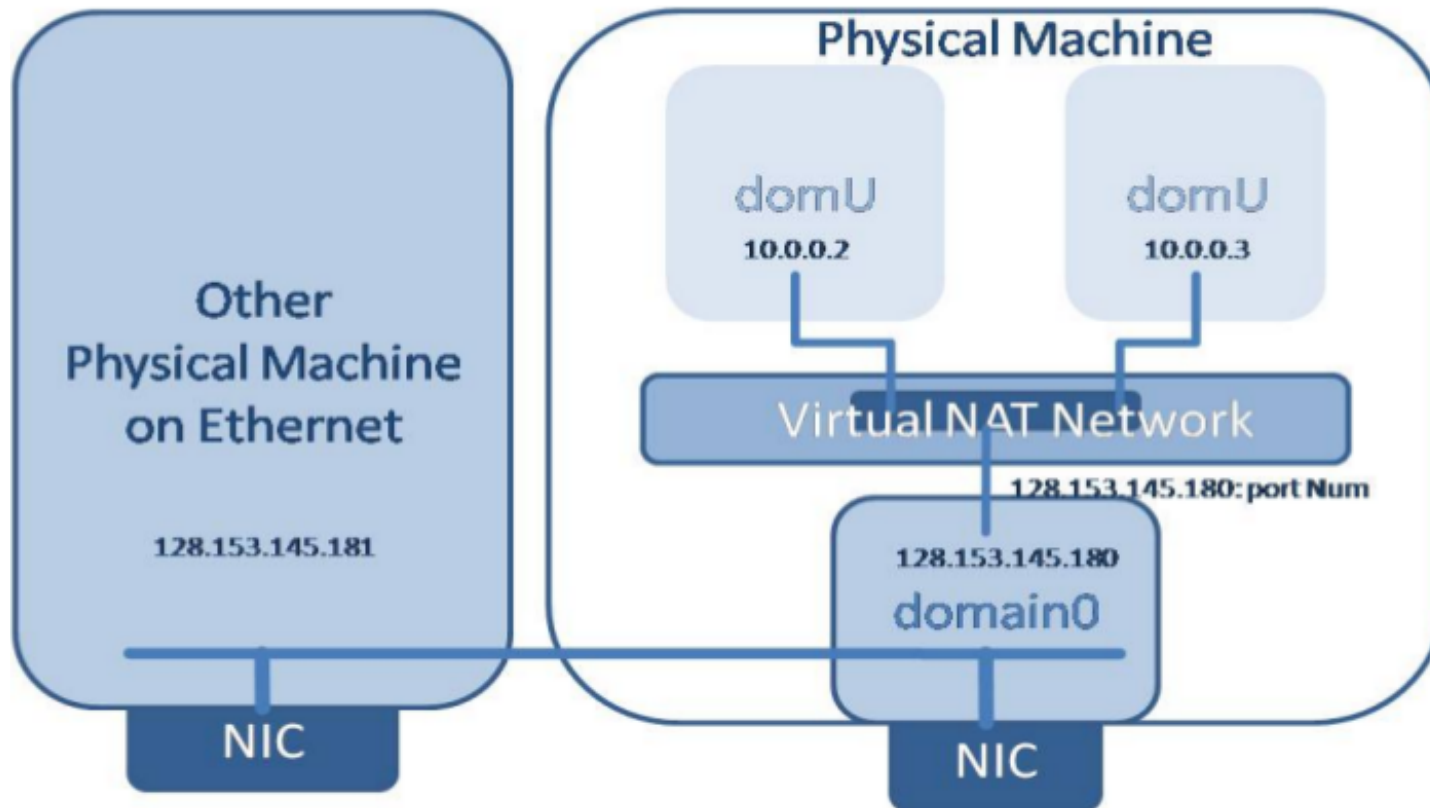 Other
Physical Machine
on Ethernet
128.153.145.181
NIC
Physical Machine
domU
10.0.0.2
domU
10.0.0.3
Virtual NAT Network
128.153.145.180: port Num
128.153.145.180
domain0
NIC